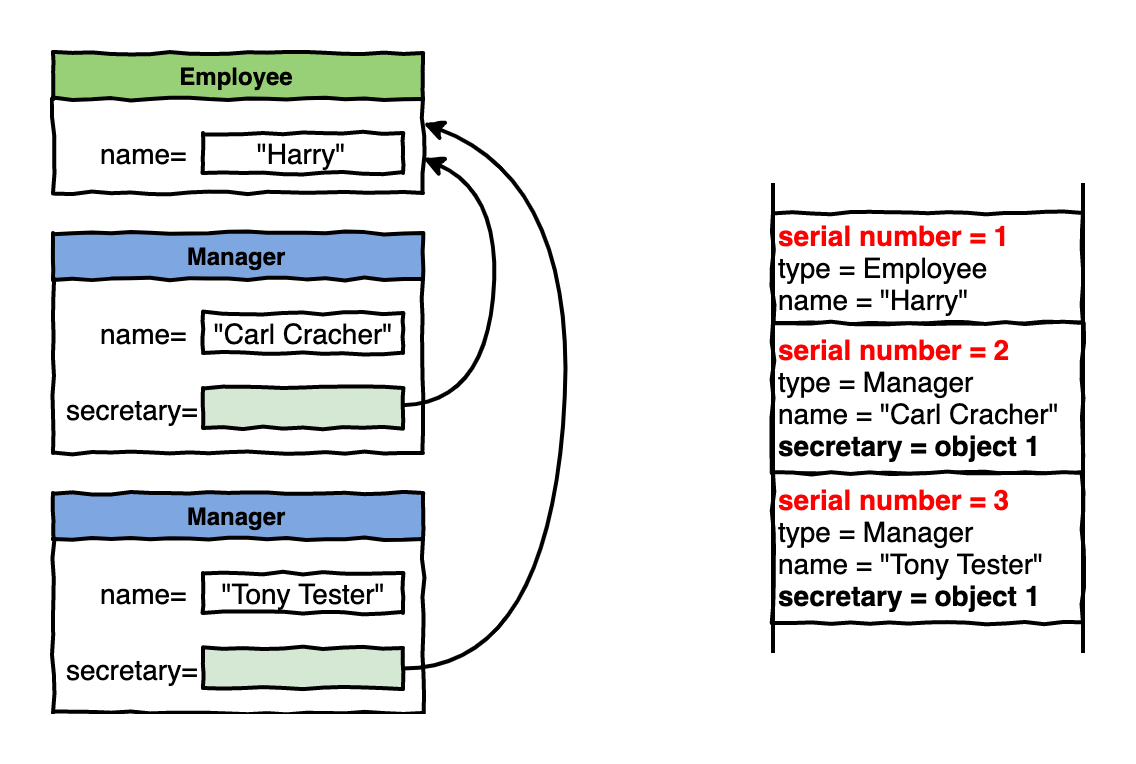 Employee
name= "Harry"
Manager
name= "Carl Cracher"
secretary=
Manager
name= "Tony Tester"
secretary=
serial number = 1
type = Employee
name = "Harry"
serial number = 2
type = Manager
name = "Carl Cracher"
secretary = object 1
serial number = 3
type = Manager
name = "Tony Tester"
secretary = object 1